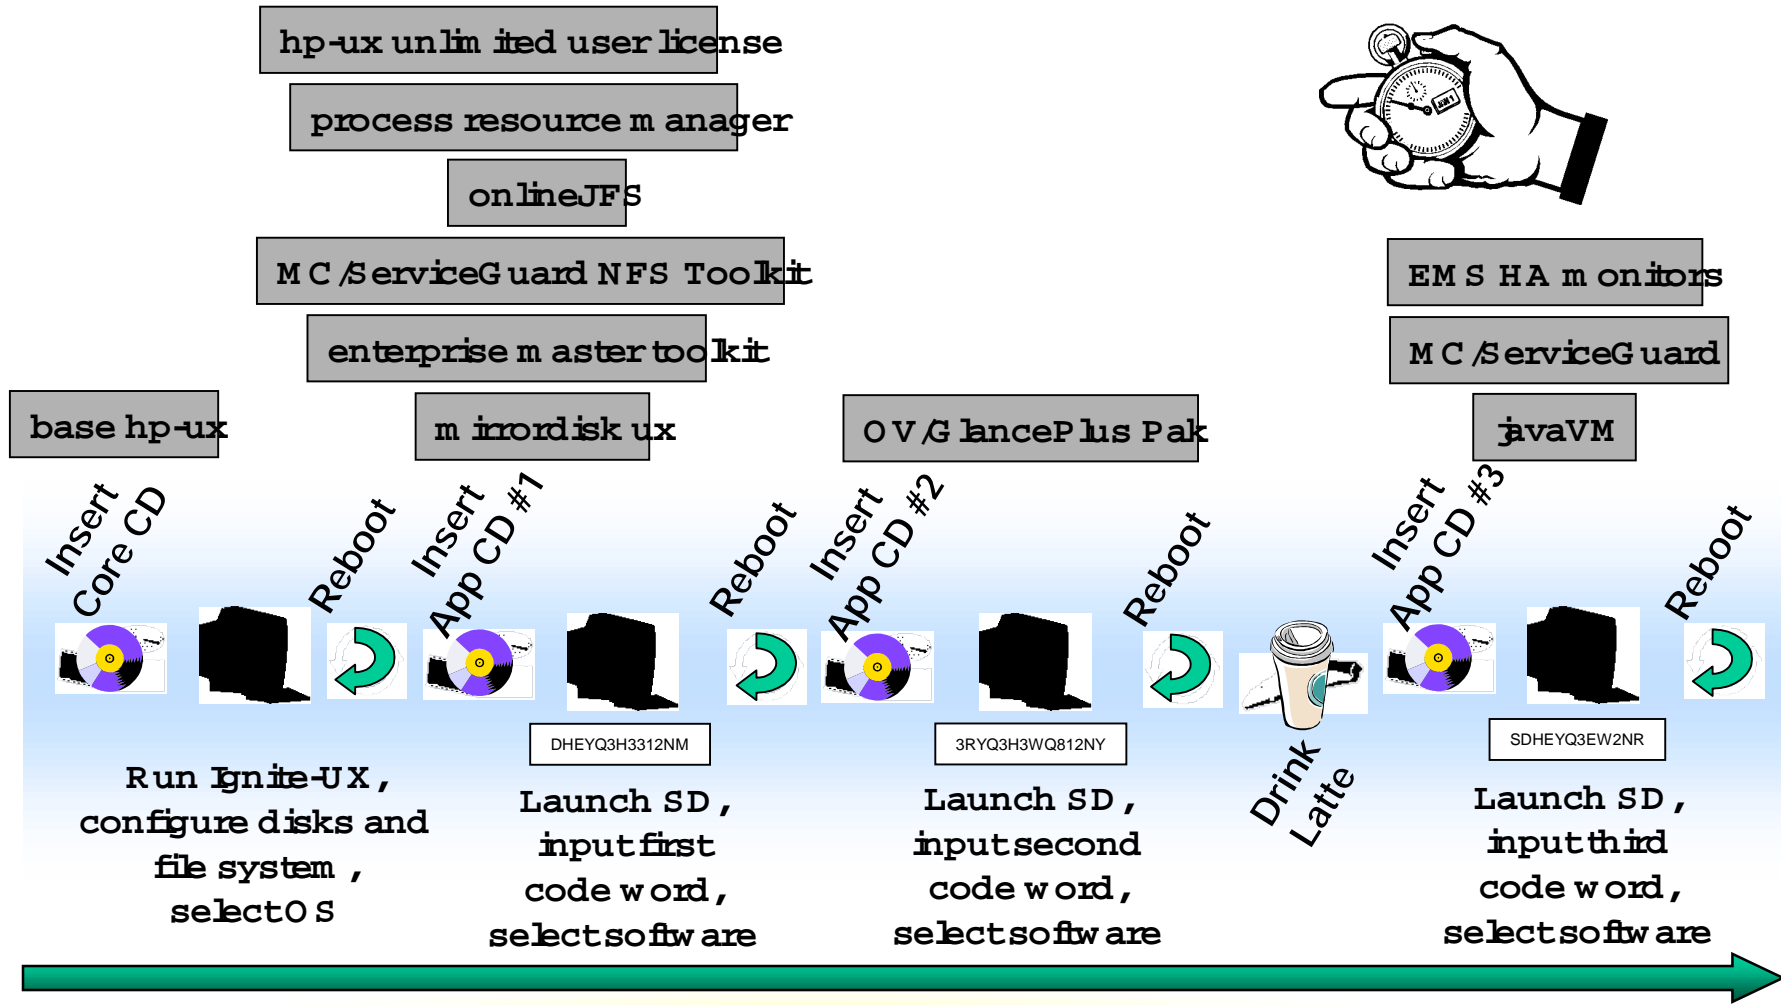 hp-ux unlimited user license
process resource manager
onlineJFS
MC/ServiceGuard NFS Toolkit
enterprise master toolkit
mirrordisk ux
base hp-ux
OV/GlancePlus Pak
EMS HA monitors
MC/ServiceGuard
javaVM
Insert
Core CD
Reboot
Insert
App CD #1
Reboot
Insert
App CD #2
Reboot
Drink
Latte
Insert
App CD #3
Reboot
DHEYQ3H3312NM
3RYQ3H3WQ812NY
SDHEYQ3EW2NR
Run Ignite-UX,
configure disks and
file system,
select OS
Launch SD,
input first
code word,
select software
Launch SD,
input second
code word,
select software
Launch SD,
input third
code word,
select software